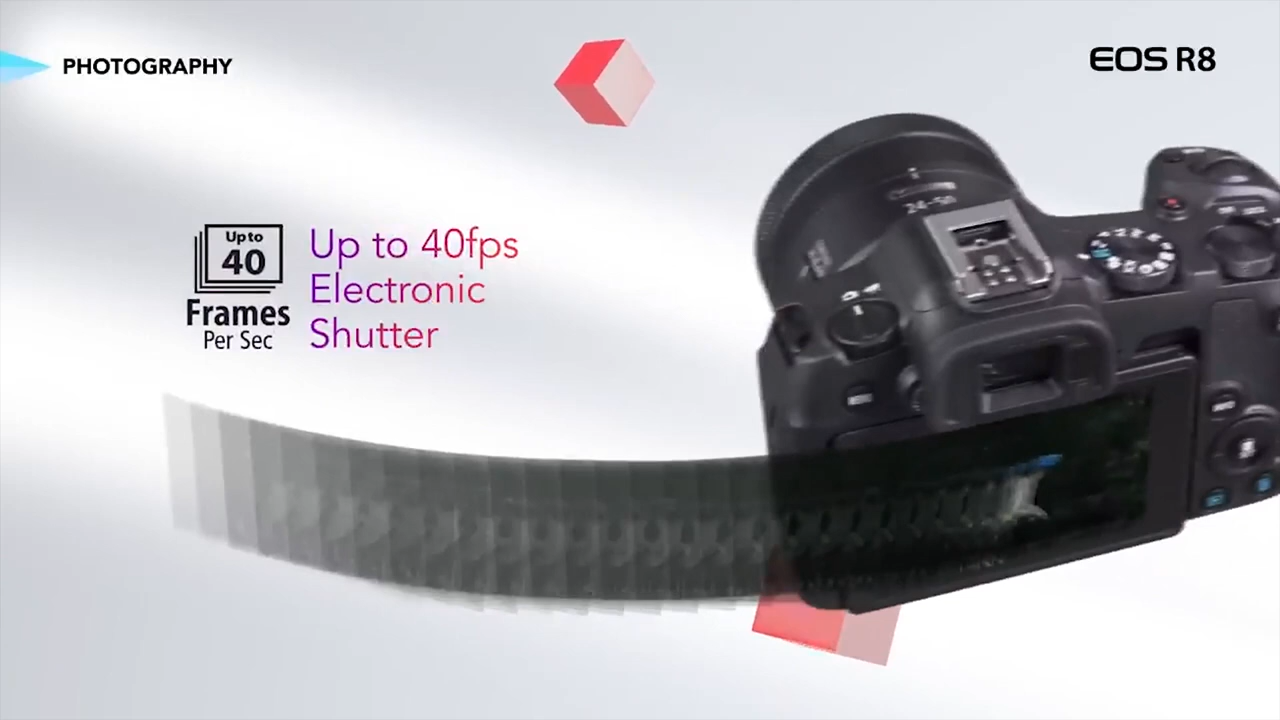 PHOTOGRAPHY
EOS R8
Up to
40
Frames
Per Sec
Up to 40fps
Electronic
Shutter
24-50